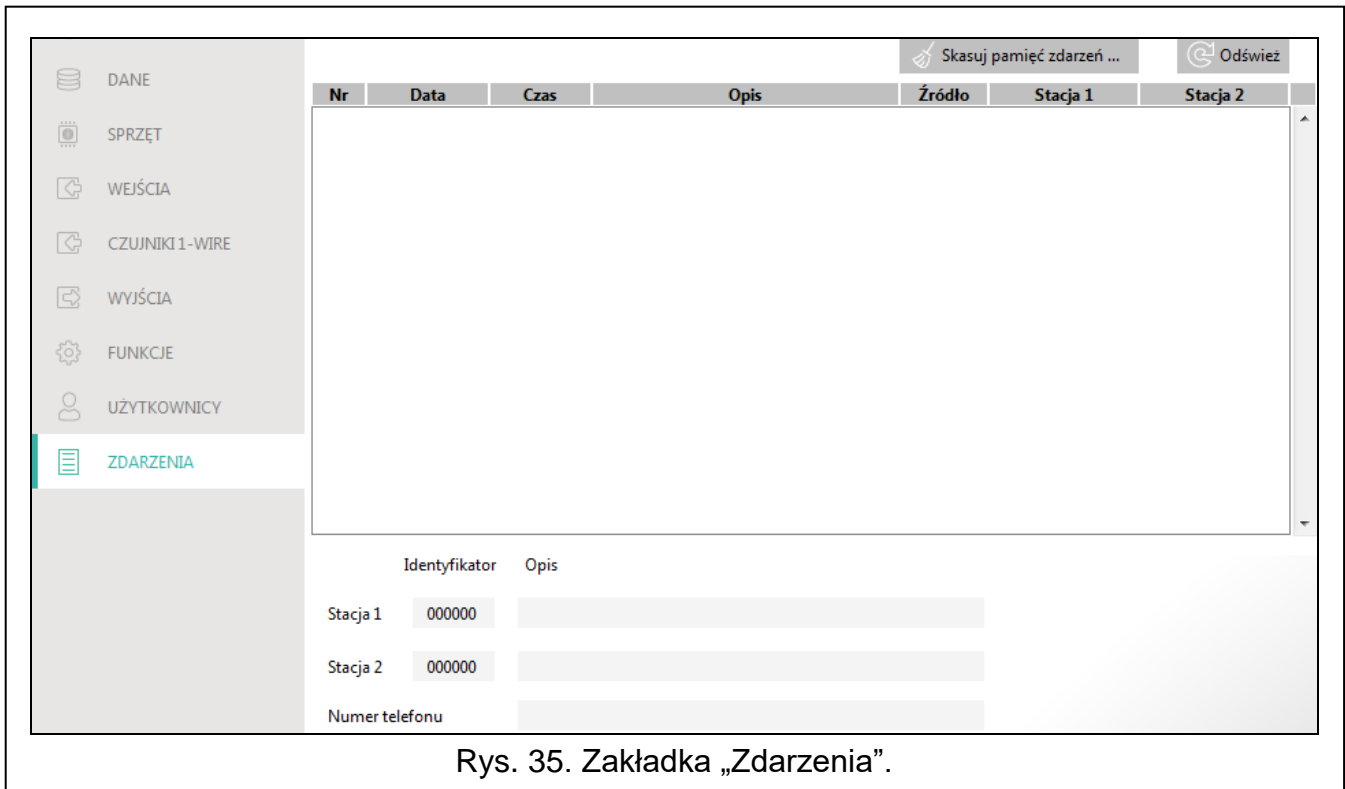 Skasuj pamięć zdarzeń ... Odśwież
DANE
SPRZĘT
WEJŚCIA
CZUJNIKI 1-WIRE
WYJŚCIA
FUNKCJE
UŻYTKOWNICY
ZDARZENIA
Nr Data Czas Opis Źródło Stacja 1 Stacja 2
Identyfikator Opis
Stacja 1 000000
Stacja 2 000000
Numer telefonu
Rys. 35. Zakładka „Zdarzenia”.